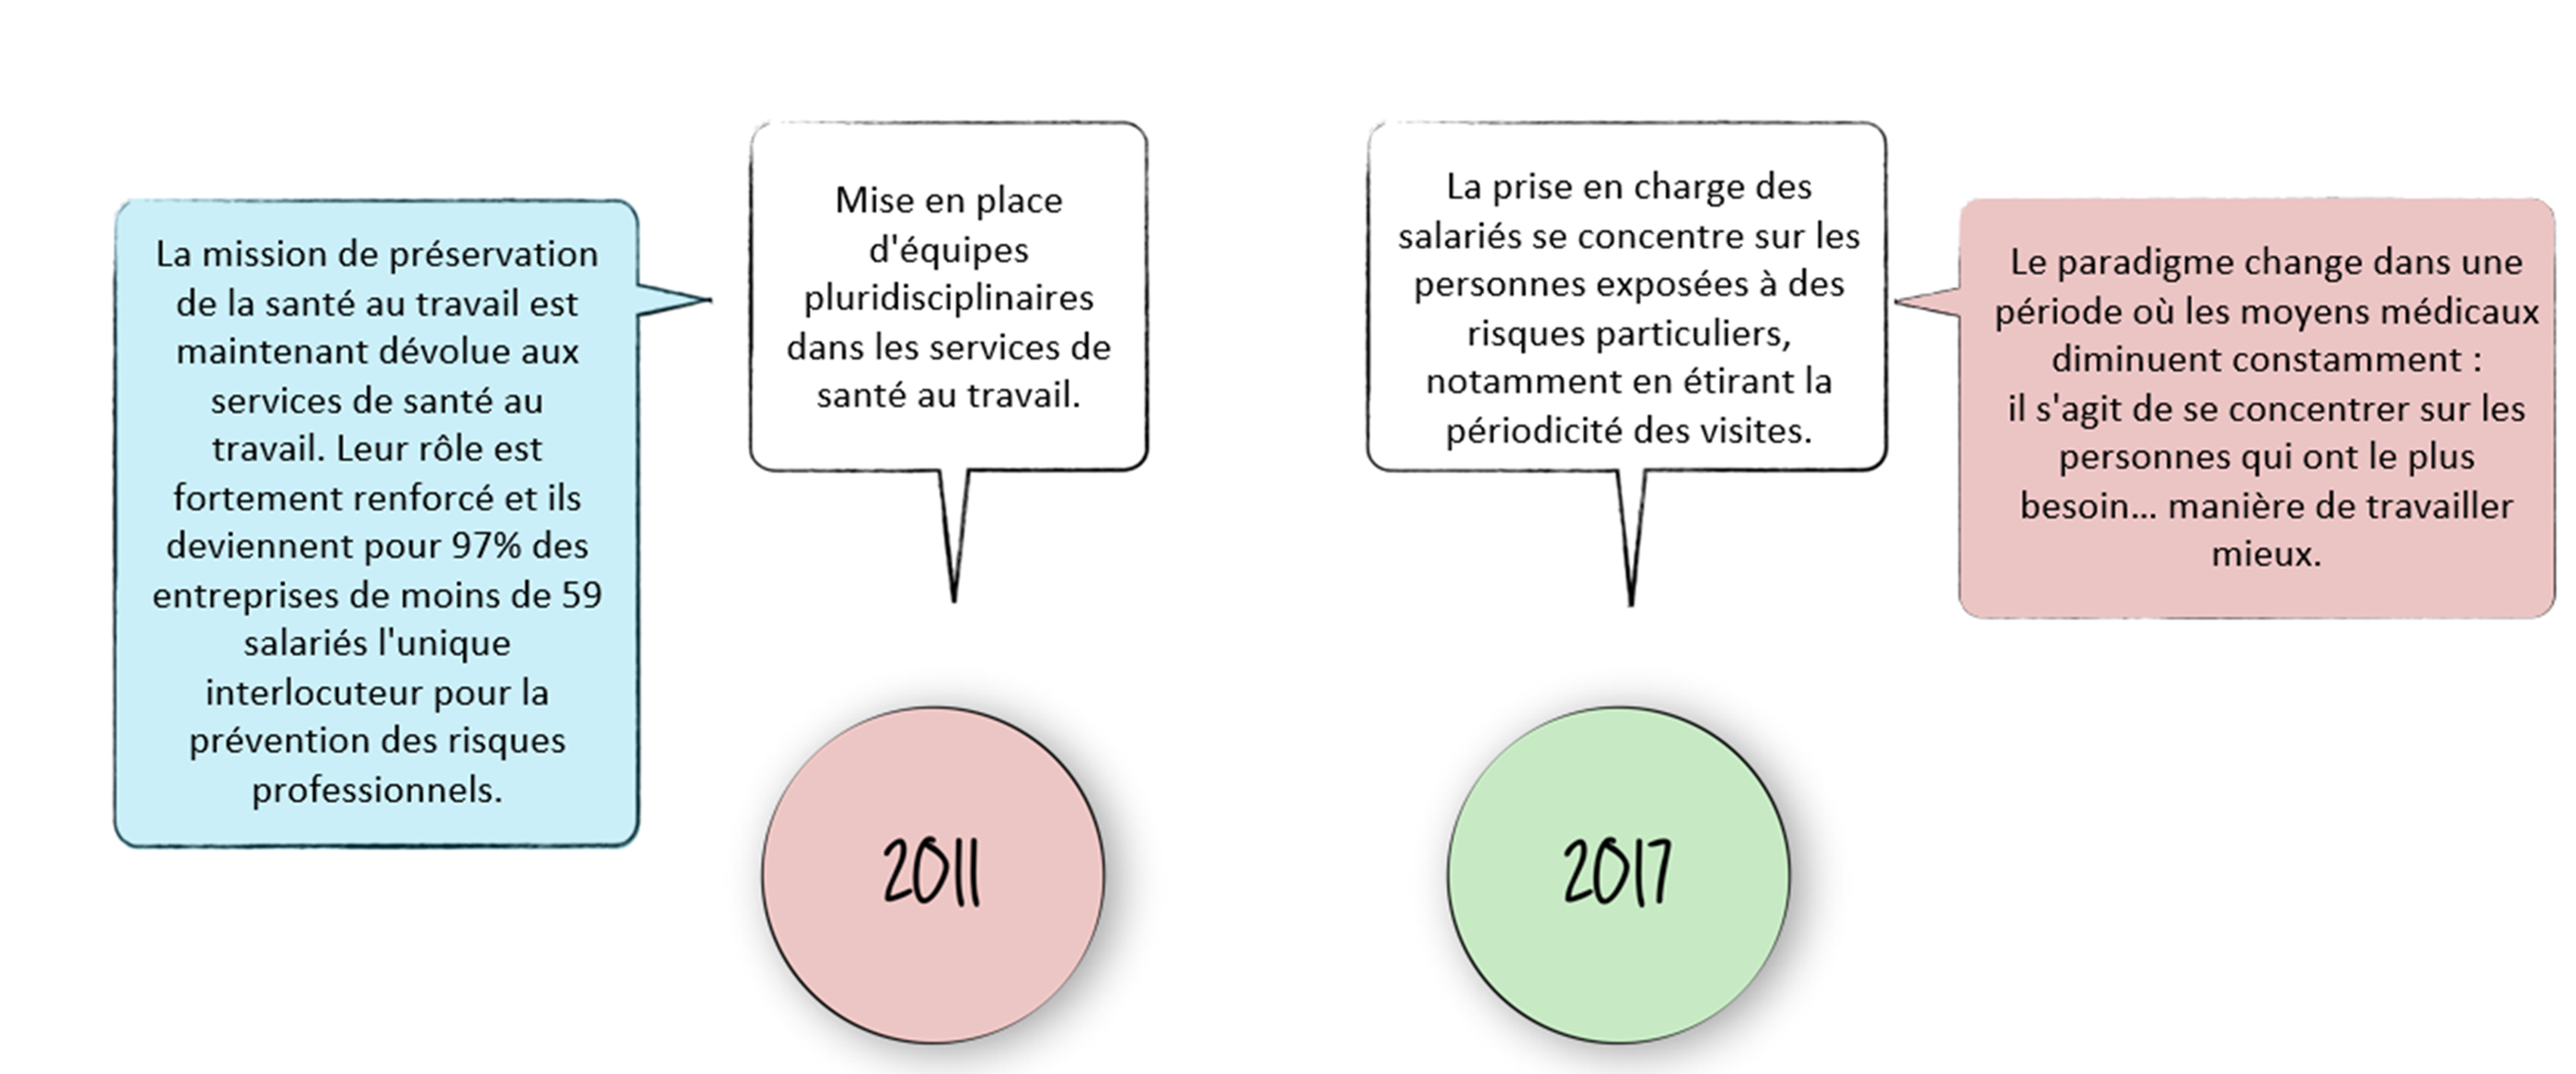 La mission de préservation
de la santé au travail est
maintenant dévolue aux
services de santé au
travail. Leur rôle est
fortement renforcé et ils
deviennent pour 97% des
entreprises de moins de 59
salariés l'unique
interlocuteur pour la
prévention des risques
professionnels.
Mise en place
d'équipes
pluridisciplinaires
dans les services de
santé au travail.
2011
La prise en charge des
salariés se concentre sur les
personnes exposées à des
risques particuliers,
notamment en étirant la
périodicité des visites.
2017
Le paradigme change dans une
période où les moyens médicaux
diminuent constamment :
il s'agit de se concentrer sur les
personnes qui ont le plus
besoin... manière de travailler
mieux.